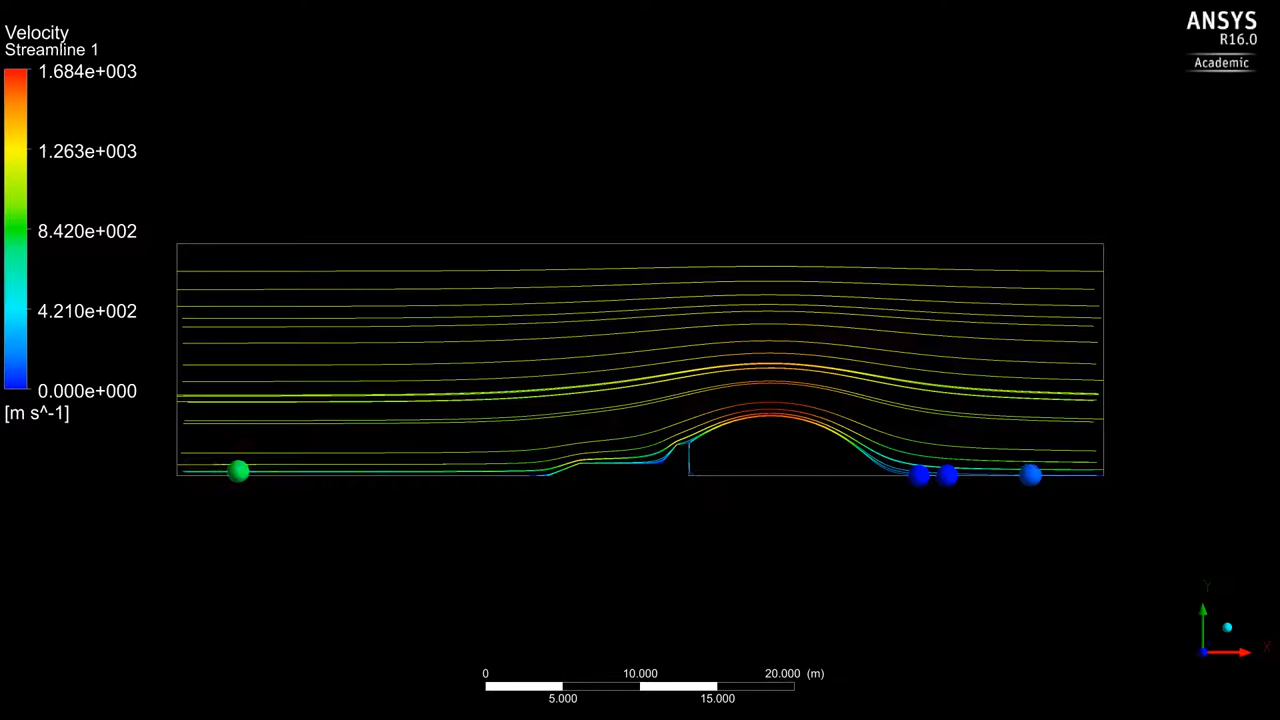 Velocity
Streamline 1
1.684e+003
1.263e+003
8.420e+002
4.210e+002
0.000e+000
[m s^-1]
ANSYS
R16.0
Academic
0 10.000 20.000 (m)
5.000 15.000
Y
X